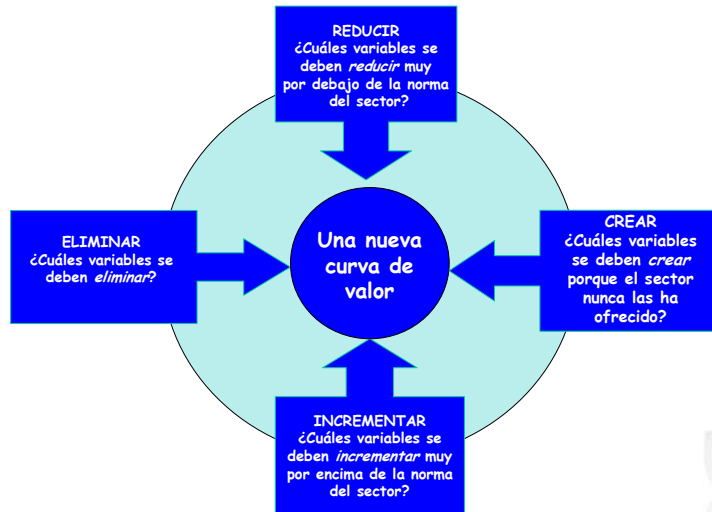 REDUCIR
¿Cuáles variables se
deben reducir muy
por debajo de la norma
del sector?
ELIMINAR
¿Cuáles variables se
deben eliminar?
Una nueva
curva de
valor
CREAR
¿Cuáles variables
se deben crear
porque el sector
nunca las ha
ofrecido?
INCREMENTAR
¿Cuáles variables se
deben incrementar muy
por encima de la norma
del sector?